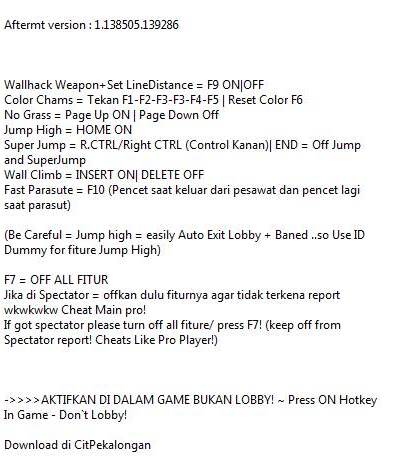 Aftermt version : 1.138505.139286
Wallhack Weapon+Set LineDistance = F9 ON|OFF
Color Chams = Tekan F1-F2-F3-F3-F4-F5 | Reset Color F6
No Grass = Page Up ON | Page Down Off
Jump High = HOME ON
Super Jump = R.CTRL/Right CTRL (Control Kanan)| END = Off Jump
and SuperJump
Wall Climb = INSERT ON| DELETE OFF
Fast Parasute = F10 (Pencet saat keluar dari pesawat dan pencet lagi
saat parasut)
(Be Careful = Jump high = easily Auto Exit Lobby + Baned ..so Use ID
Dummy for fiture Jump High)
F7 = OFF ALL FITUR
Jika di Spectator = offkan dulu fiturnya agar tidak terkena report
wkwkwkw Cheat Main pro!
If got spectator please turn off all fiture/ press F7! (keep off from
Spectator report! Cheats Like Pro Player!)
->>>>AKTIFKAN DI DALAM GAME BUKAN LOBBY! ~ Press ON Hotkey
In Game - Don`t Lobby!
Download di CitPekalongan